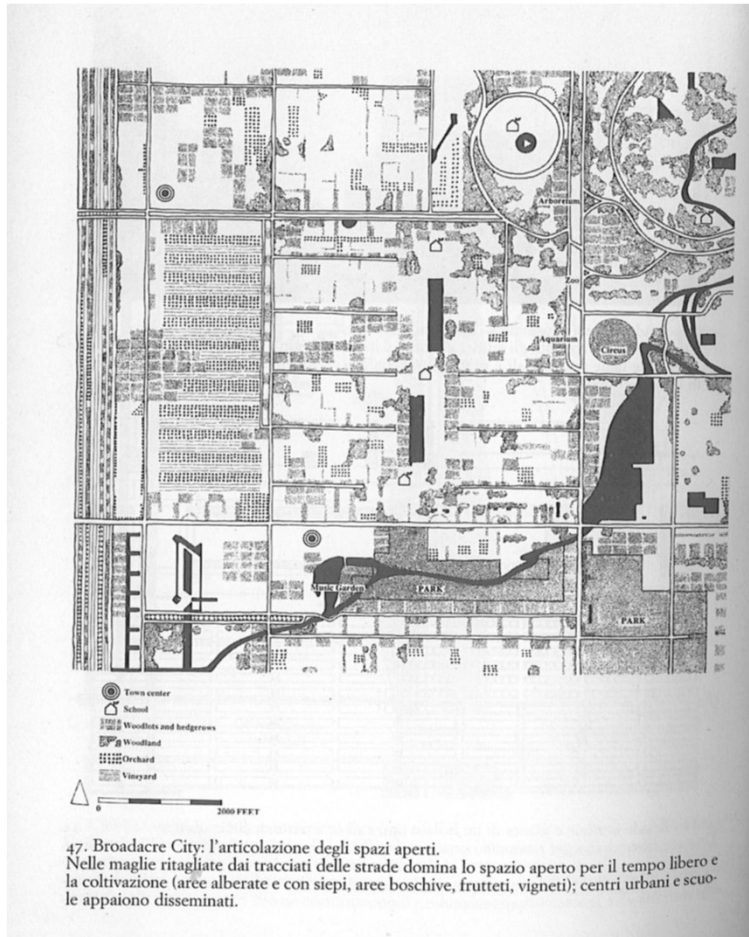 Arboretum
Zoo
Aquarium
Circus
Music Garden
PARK
PARK
Town center
School
Woodlots and hedgerows
Woodland
Orchard
Vineyard
0
2000 FEET
47. Broadacre City: l'articolazione degli spazi aperti.
Nelle maglie ritagliate dai tracciati delle strade domina lo spazio aperto per il tempo libero e
la coltivazione (aree alberate e con siepi, aree boschive, frutteti, vigneti); centri urbani e scuo-
le appaiono disseminati.